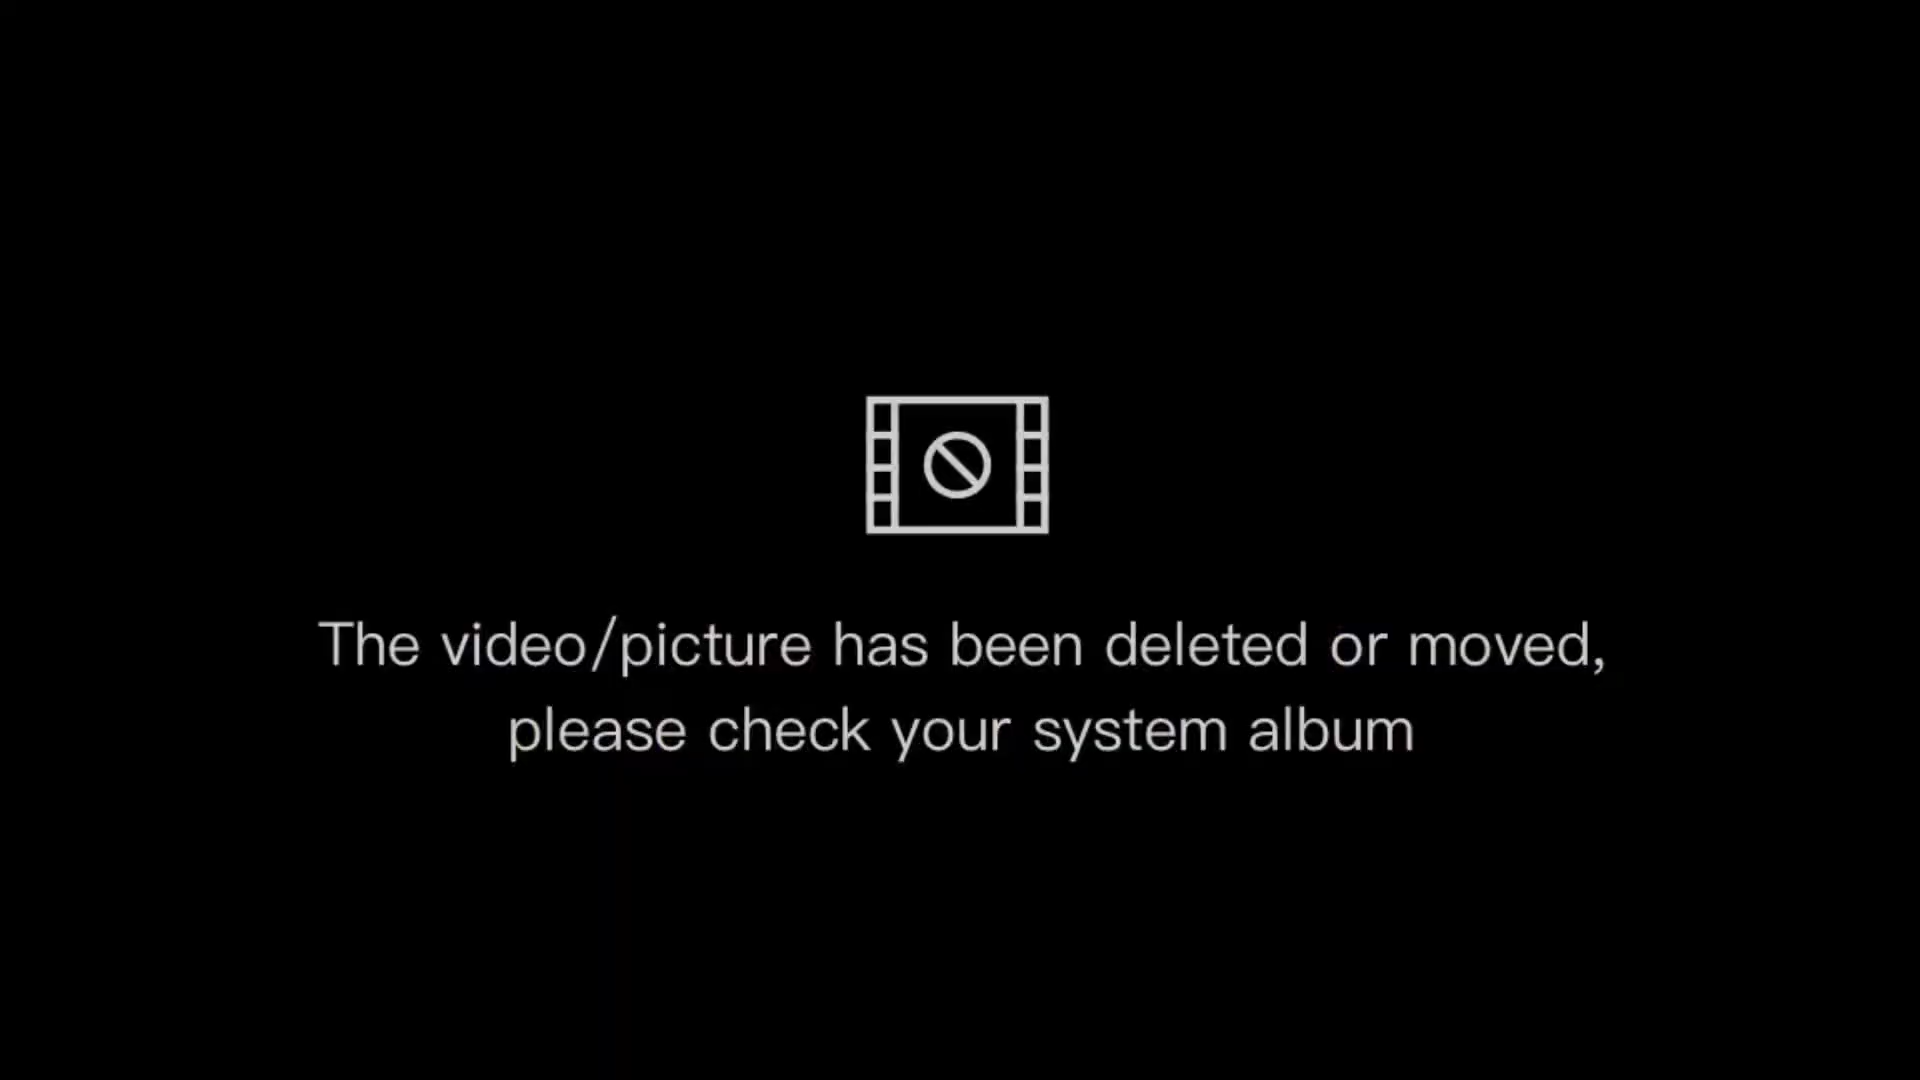 The video/picture has been deleted or moved,
please check your system album